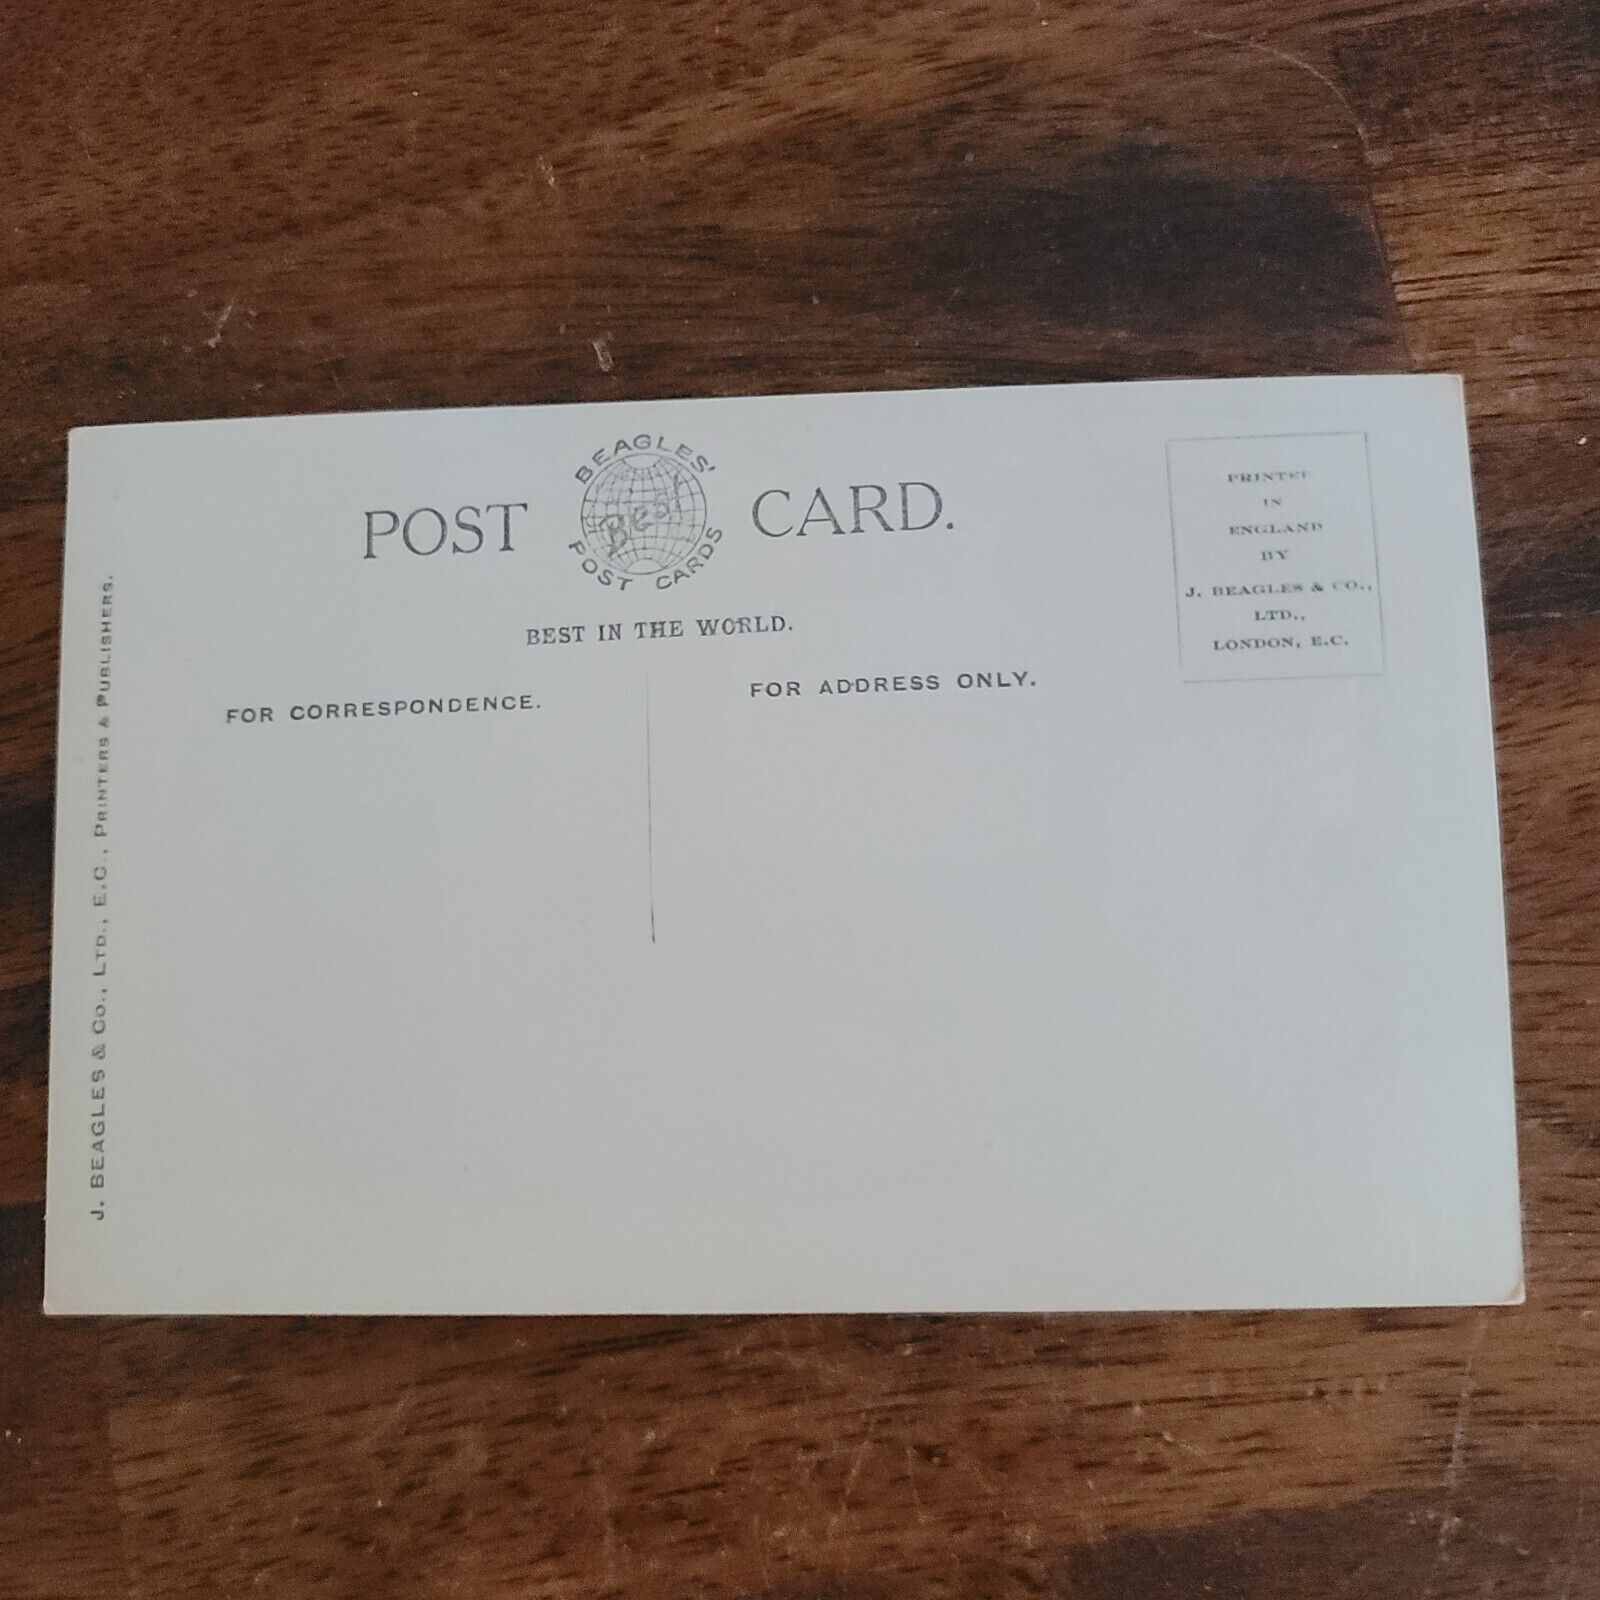 BEAGLES'
Best
POST CARDS
POST CARD.
BEST IN THE WORLD.
FOR CORRESPONDENCE.
FOR ADDRESS ONLY.
PRINTED
IN
ENGLAND
BY
J. BEAGLES & CO.,
LTD.,
LONDON, E.C.
J. BEAGLES & CO., LTD., E.C., PRINTERS & PUBLISHERS.